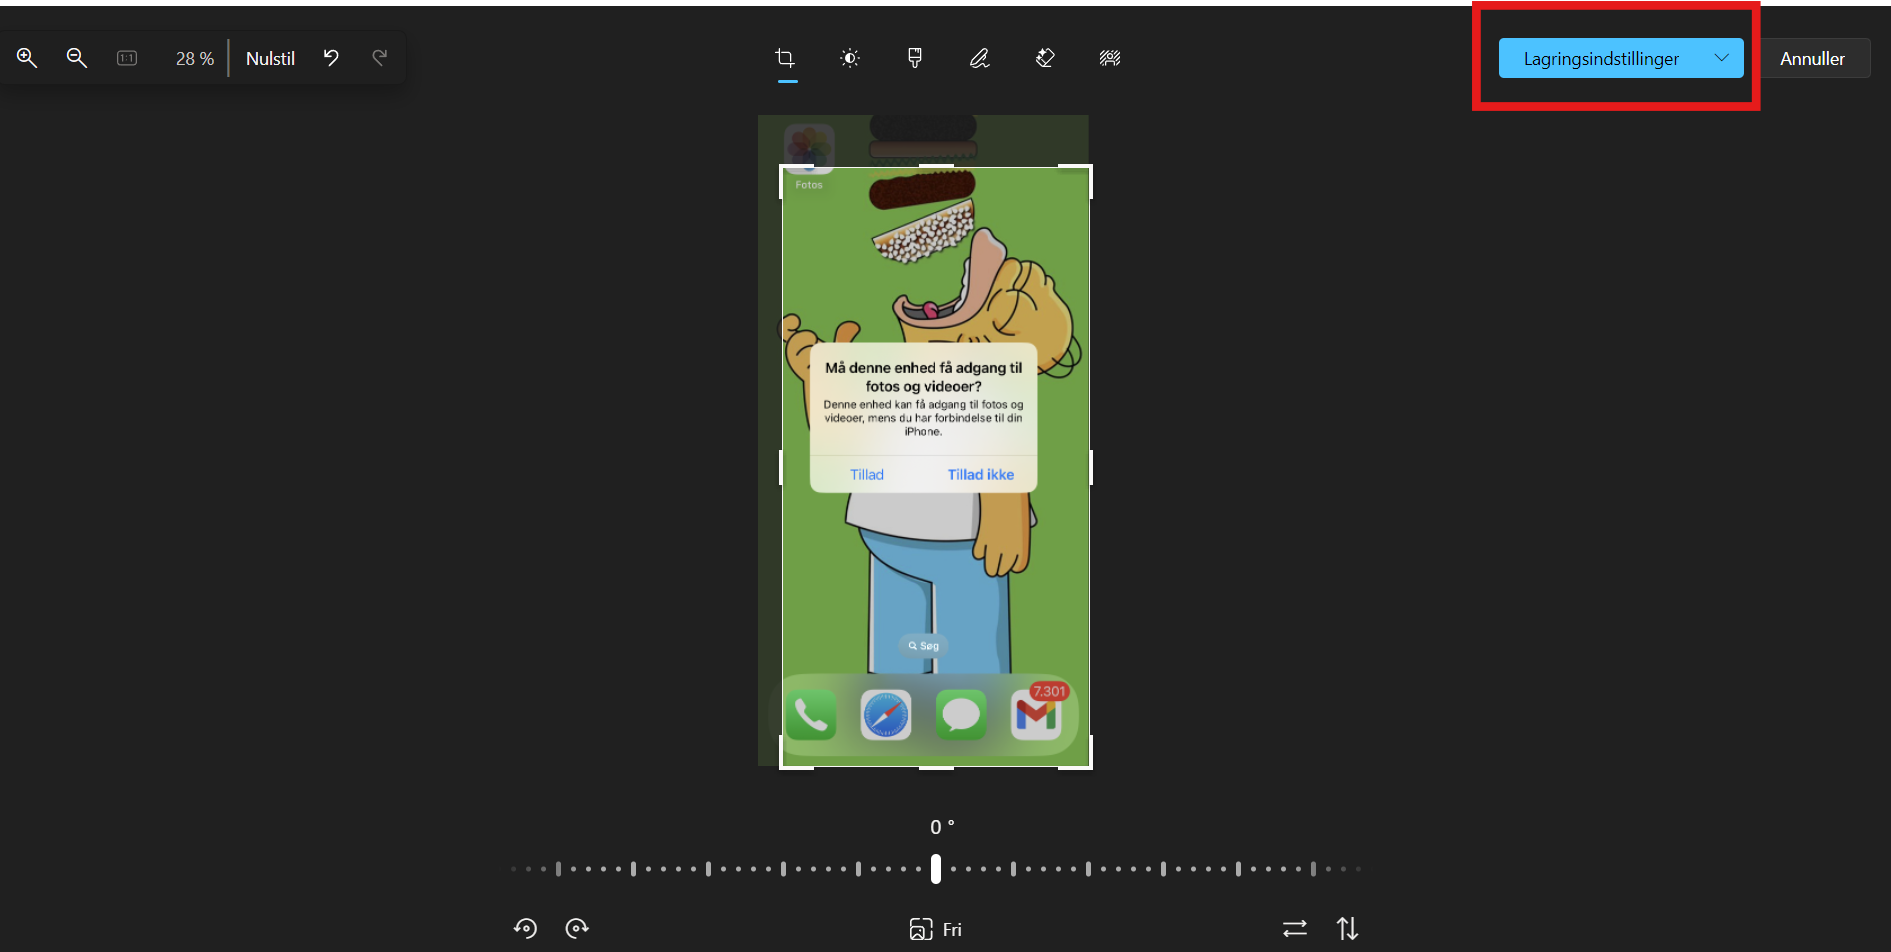 28 %
Nulstil
Lagringsindstillinger
Annuller
Fotos
Må denne enhed få adgang til
fotos og videoer?
Denne enhed kan få adgang til fotos og
videoer, mens du har forbindelse til din
iPhone.
Tillad
Tillad ikke
Søg
7.301
0 °
Fri